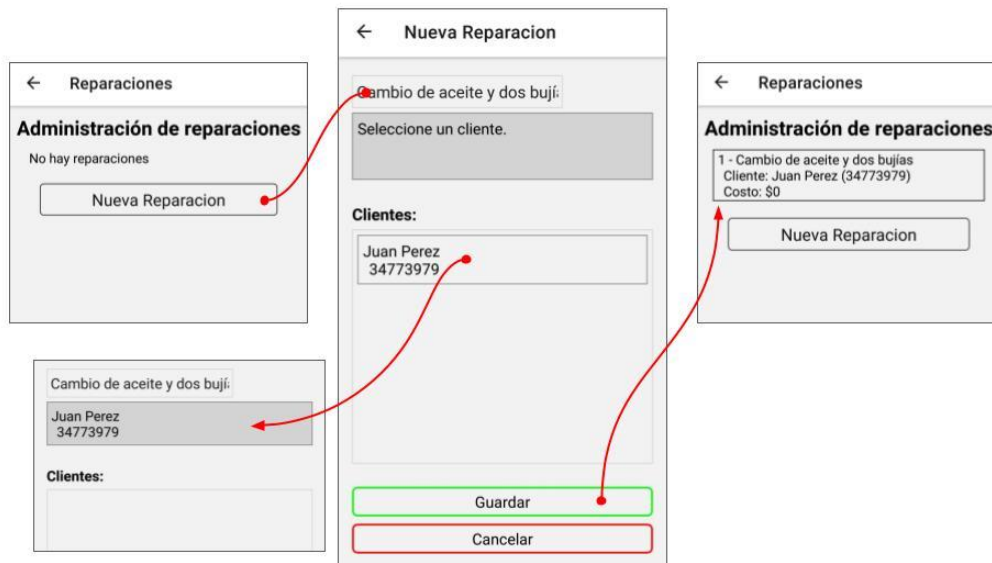 ← Reparaciones
Administración de reparaciones
No hay reparaciones
Nueva Reparacion
← Nueva Reparacion
Cambio de aceite y dos bují
Seleccione un cliente.
Clientes:
Juan Perez
34773979
Guardar
Cancelar
Cambio de aceite y dos bují
Juan Perez
34773979
Clientes:
← Reparaciones
Administración de reparaciones
1 - Cambio de aceite y dos bujías
Cliente: Juan Perez (34773979)
Costo: $0
Nueva Reparacion